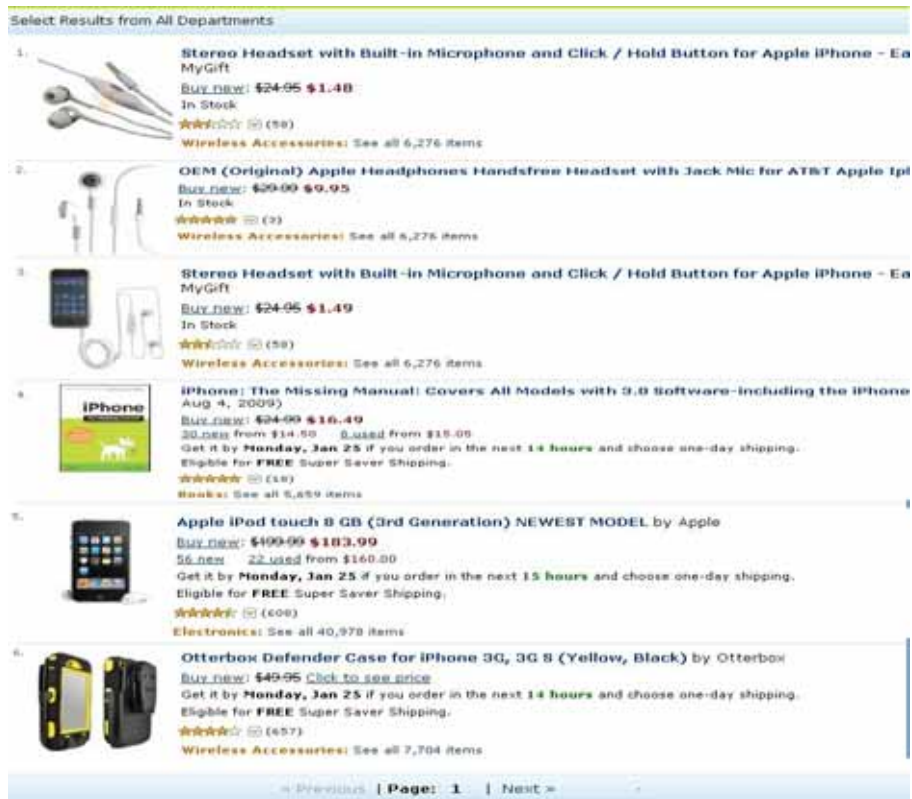 Select Results from All Departments
1.
Stereo Headset with Built-in Microphone and Click / Hold Button for Apple iPhone - Ea
MyGift
Buy new: $24.95 $1.48
In Stock
(58)
Wireless Accessories: See all 6,276 items
2.
OEM (Original) Apple Headphones Handsfree Headset with Jack Mic for AT&T Apple Ip
Buy new: $29.99 $9.95
In Stock
(3)
Wireless Accessories: See all 6,276 items
3.
Stereo Headset with Built-in Microphone and Click / Hold Button for Apple iPhone - Ea
MyGift
Buy new: $24.95 $1.49
In Stock
(58)
Wireless Accessories: See all 6,276 items
4.
iPhone
iPhone: The Missing Manual: Covers All Models with 3.0 Software-including the iPhone
Aug 4, 2009)
Buy new: $24.99 $16.49
30 new from $14.50 8 used from $15.05
Get it by Monday, Jan 25 if you order in the next 14 hours and choose one-day shipping.
Eligible for FREE Super Saver Shipping.
(18)
Books: See all 5,659 items
5.
Apple iPod touch 8 GB (3rd Generation) NEWEST MODEL by Apple
Buy new: $199.99 $183.99
56 new 22 used from $160.00
Get it by Monday, Jan 25 if you order in the next 15 hours and choose one-day shipping.
Eligible for FREE Super Saver Shipping.
(608)
Electronics: See all 40,978 items
6.
Otterbox Defender Case for iPhone 3G, 3G S (Yellow, Black) by Otterbox
Buy new: $49.95 Click to see price
Get it by Monday, Jan 25 if you order in the next 14 hours and choose one-day shipping.
Eligible for FREE Super Saver Shipping.
(657)
Wireless Accessories: See all 7,704 items
« Previous | Page: 1 | Next »